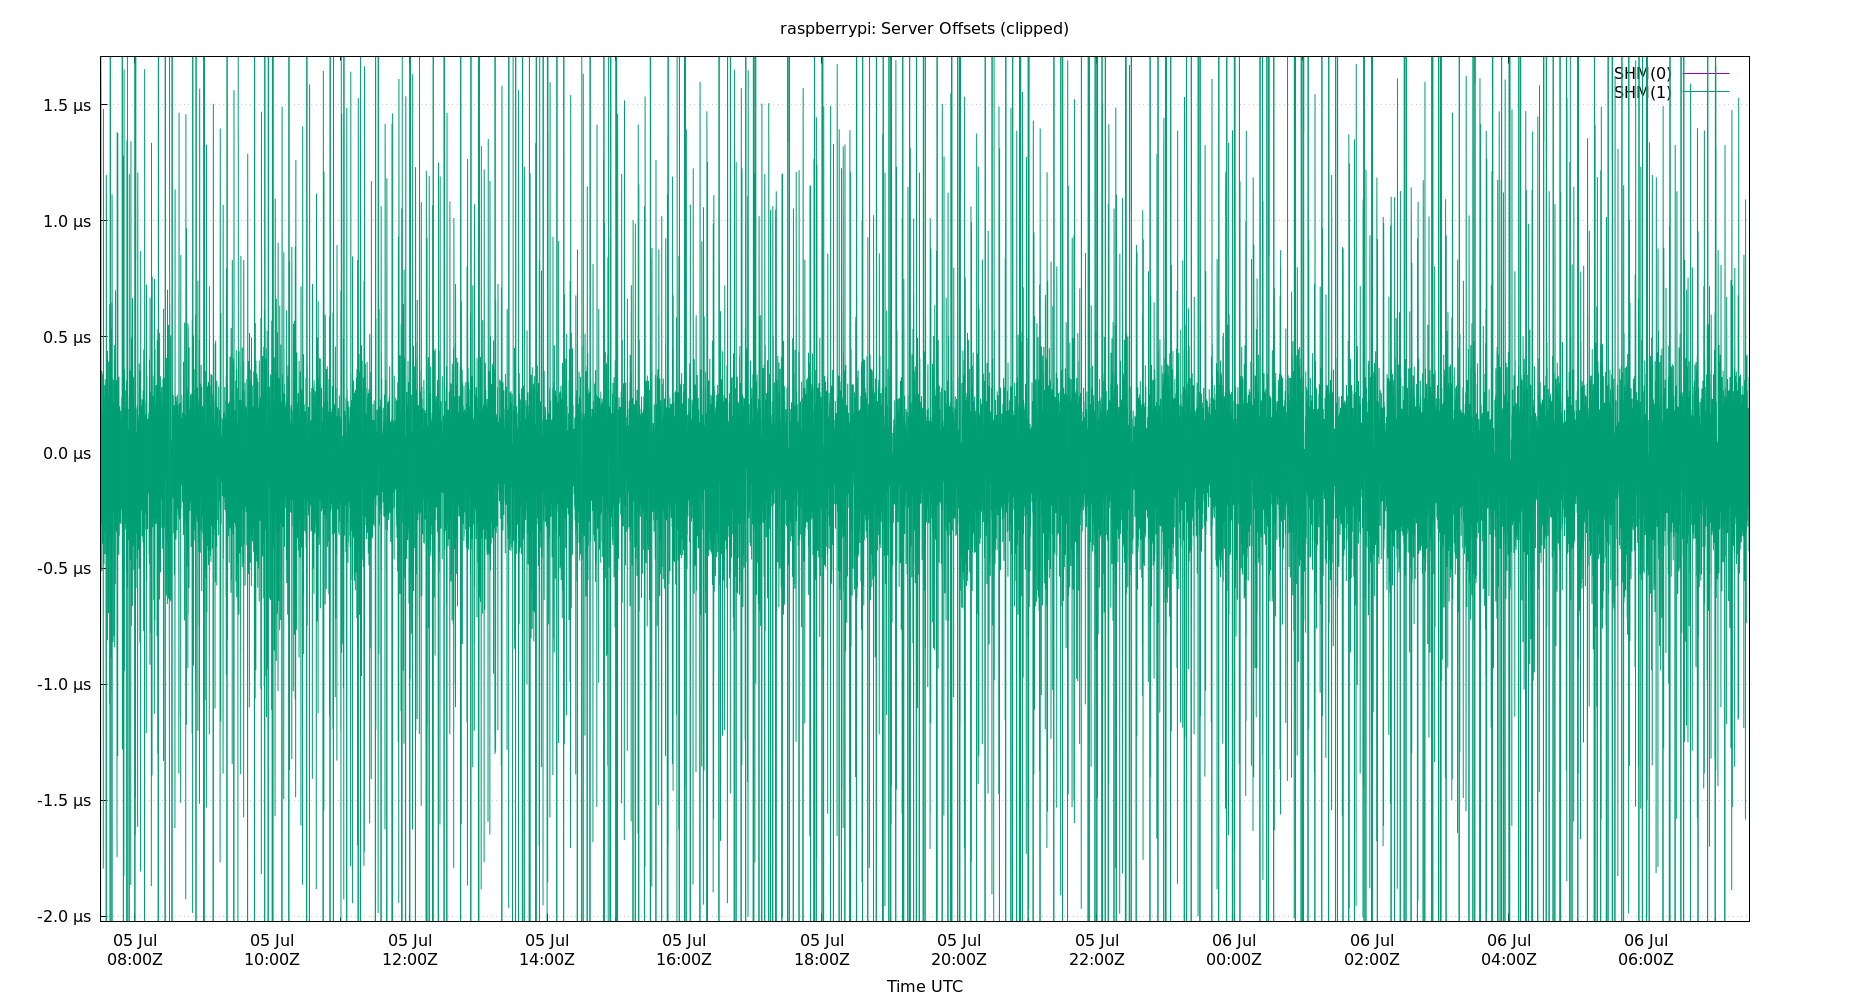 raspberrypi: Server Offsets (clipped)
SHM(0)
SHM(1)
1.5 µs
1.0 µs
0.5 µs
0.0 µs
-0.5 µs
-1.0 µs
-1.5 µs
-2.0 µs
05 Jul 05 Jul 05 Jul 05 Jul 05 Jul 05 Jul 05 Jul 05 Jul 06 Jul 06 Jul 06 Jul 06 Jul
08:00Z 10:00Z 12:00Z 14:00Z 16:00Z 18:00Z 20:00Z 22:00Z 00:00Z 02:00Z 04:00Z 06:00Z
Time UTC